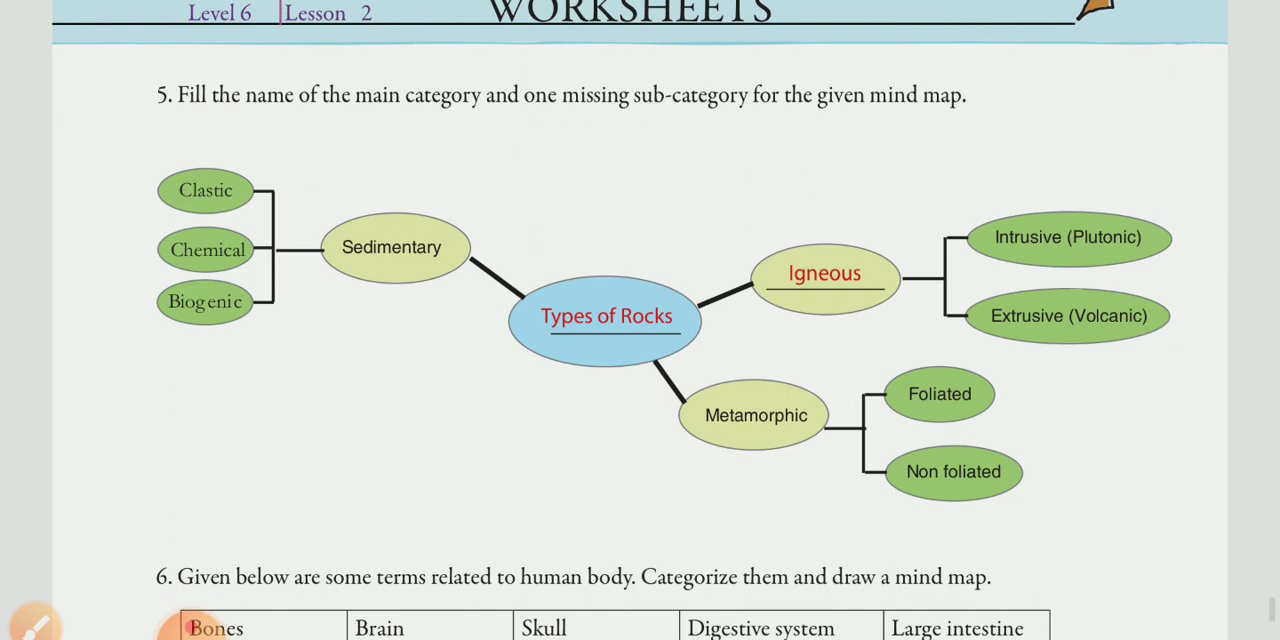 Level 6 Lesson 2
WORKSHEETS
5. Fill the name of the main category and one missing sub-category for the given mind map.
Clastic
Chemical
Biogenic
Sedimentary
Types of Rocks
Igneous
Intrusive (Plutonic)
Extrusive (Volcanic)
Metamorphic
Foliated
Non foliated
6. Given below are some terms related to human body. Categorize them and draw a mind map.
Bones Brain Skull Digestive system Large intestine